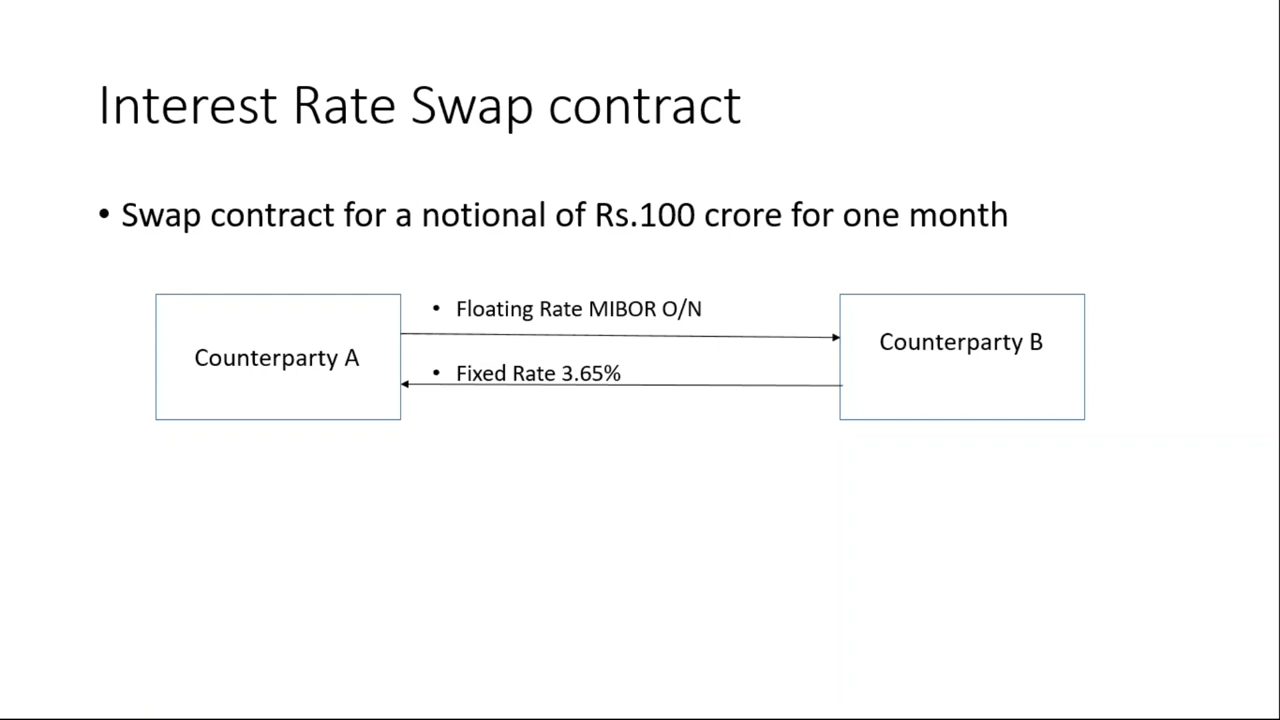 Interest Rate Swap contract
• Swap contract for a notional of Rs.100 crore for one month
• Floating Rate MIBOR O/N
Counterparty A
Counterparty B
• Fixed Rate 3.65%